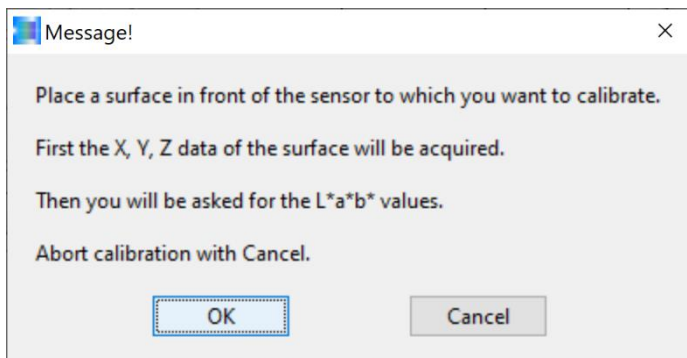 Message!
Place a surface in front of the sensor to which you want to calibrate.
First the X, Y, Z data of the surface will be acquired.
Then you will be asked for the L*a*b* values.
Abort calibration with Cancel.
OK Cancel